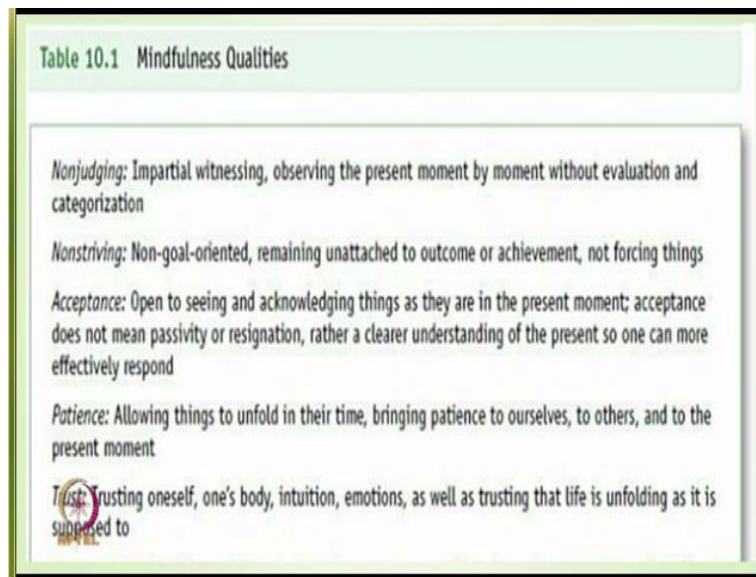 Table 10.1 Mindfulness Qualities
Nonjudging: Impartial witnessing, observing the present moment by moment without evaluation and
categorization
Nonstriving: Non-goal-oriented, remaining unattached to outcome or achievement, not forcing things
Acceptance: Open to seeing and acknowledging things as they are in the present moment; acceptance
does not mean passivity or resignation, rather a clearer understanding of the present so one can more
effectively respond
Patience: Allowing things to unfold in their time, bringing patience to ourselves, to others, and to the
present moment
Trust: Trusting oneself, one's body, intuition, emotions, as well as trusting that life is unfolding as it is
supposed to